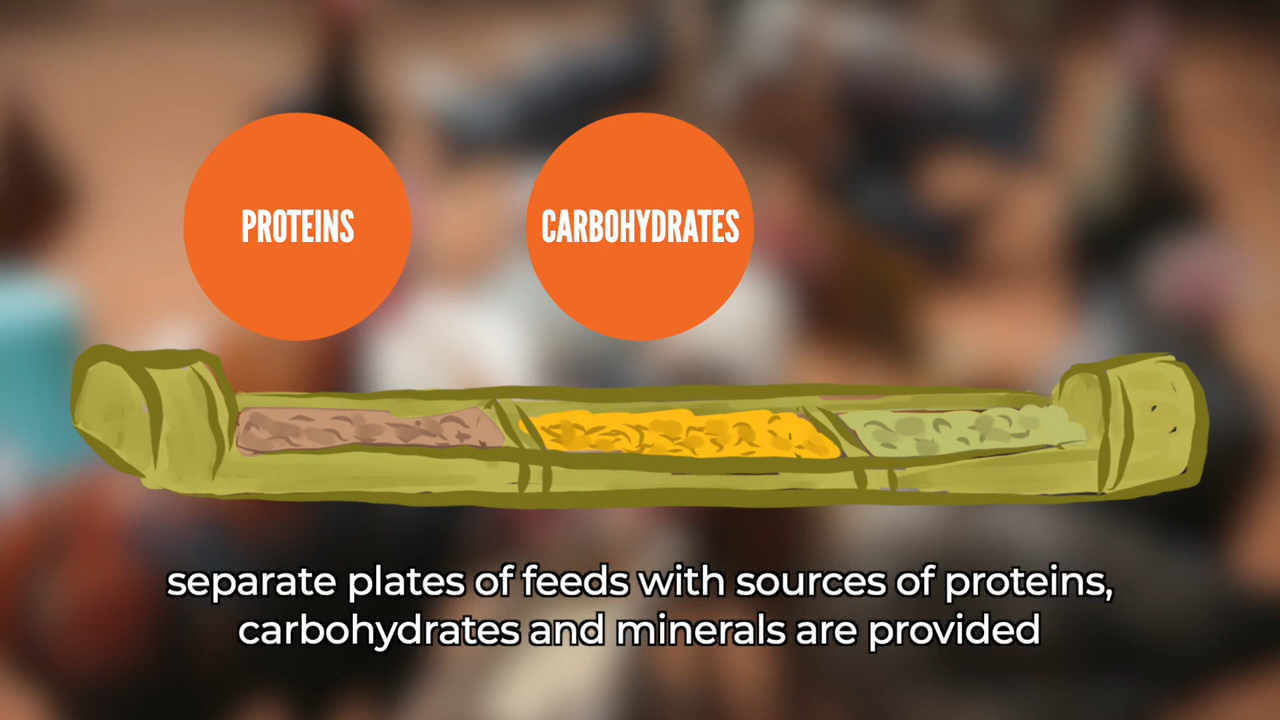 PROTEINS
CARBOHYDRATES
separate plates of feeds with sources of proteins,
carbohydrates and minerals are provided